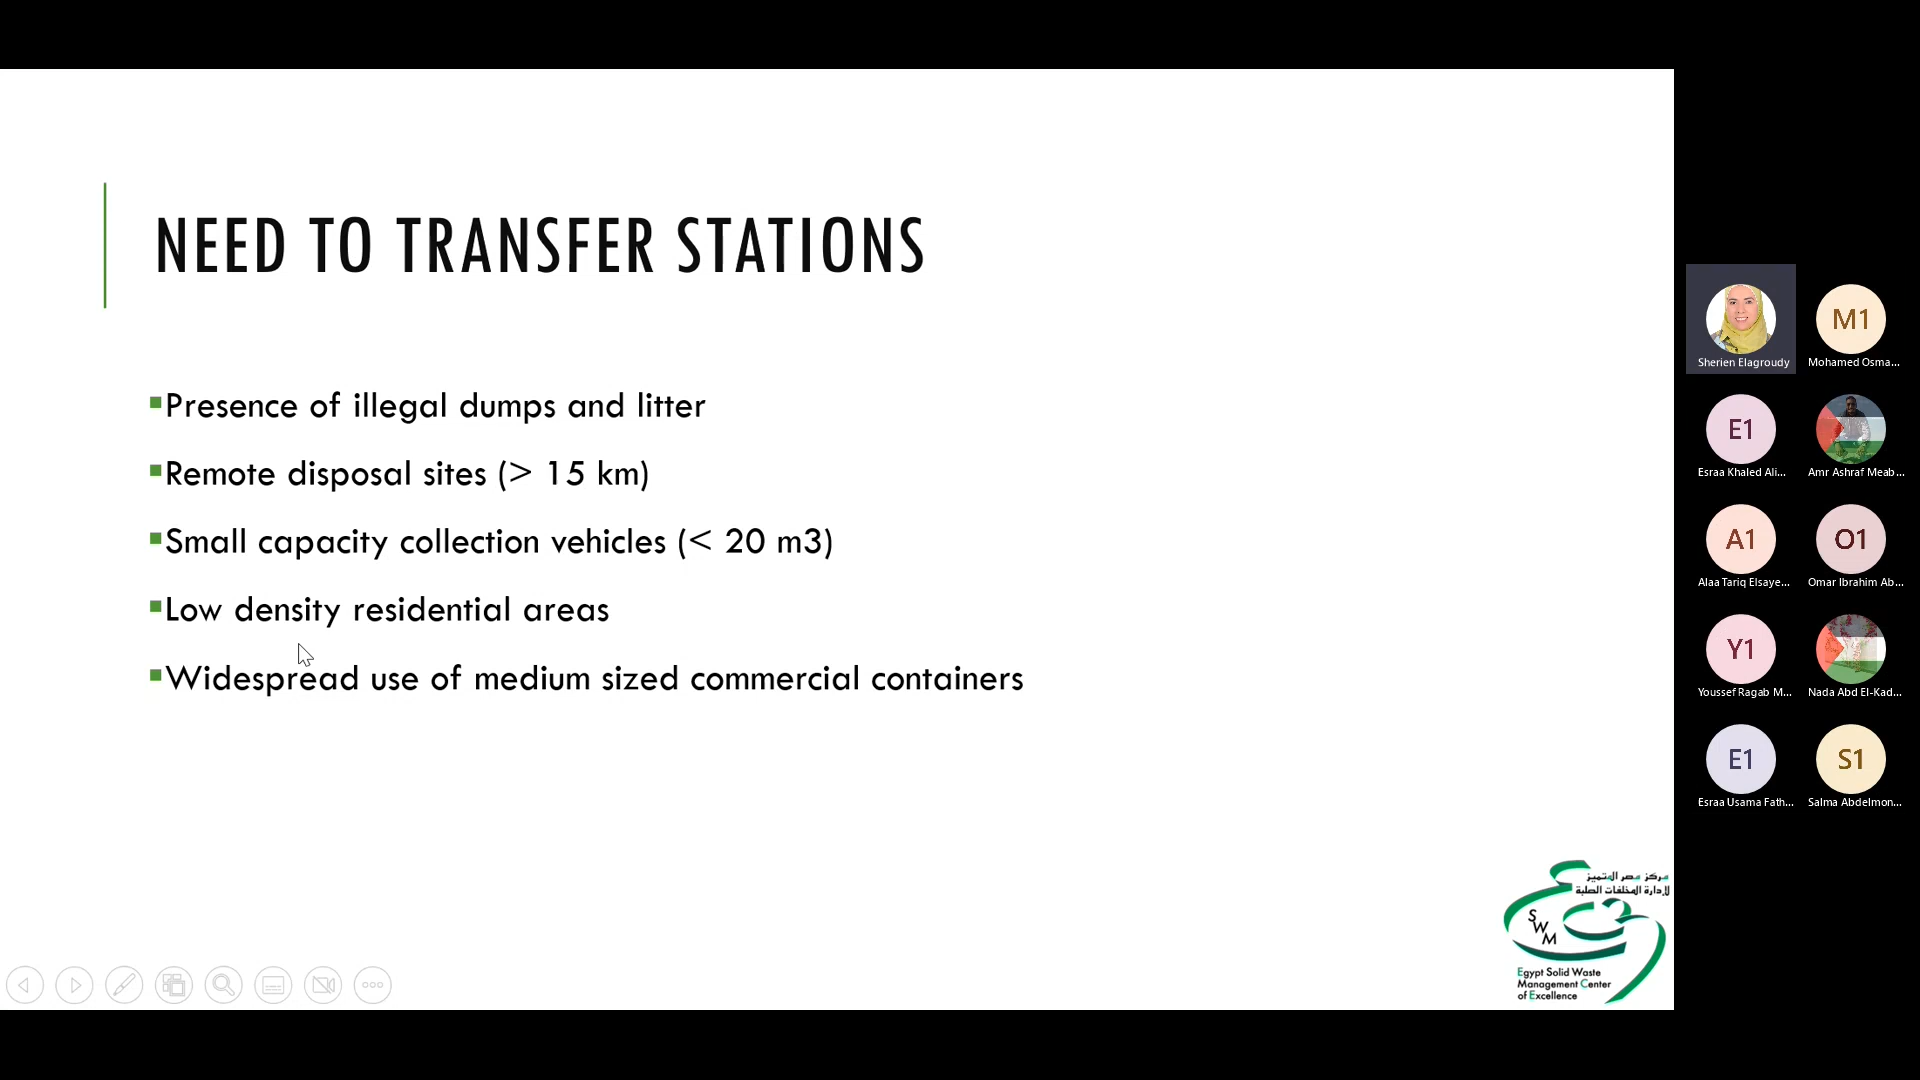 NEED TO TRANSFER STATIONS
Presence of illegal dumps and litter
Remote disposal sites (> 15 km)
Small capacity collection vehicles (< 20 m3)
Low density residential areas
Widespread use of medium sized commercial containers
مركز مصر المتميز
لإدارة المخلفات الصلبة
SWM
Egypt Solid Waste
Management Center
of Excellence
Sherien Elagroudy
M1
Mohamed Osma...
E1
Esraa Khaled Ali...
Amr Ashraf Meab...
A1
Alaa Tariq Elsaye...
O1
Omar Ibrahim Ab...
Y1
Youssef Ragab M...
Nada Abd El-Kad...
E1
Esraa Usama Fath...
S1
Salma Abdelmon...